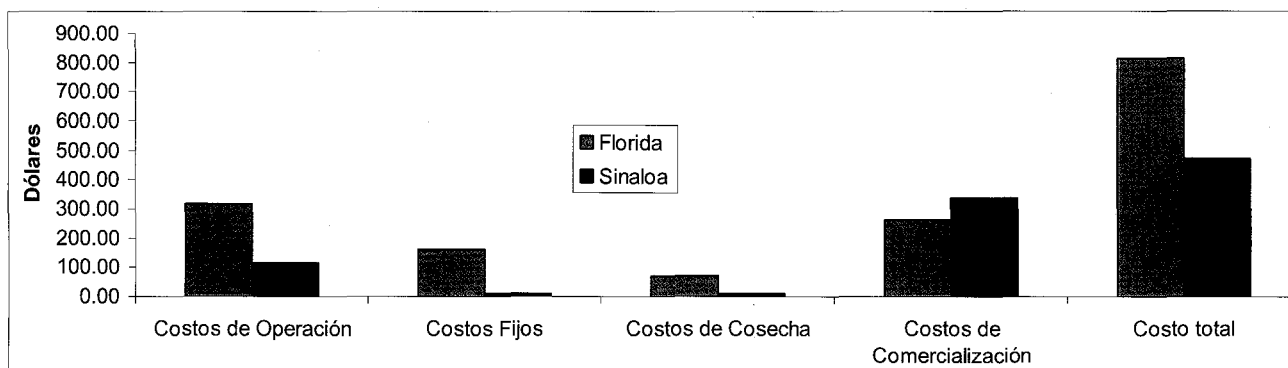 900.00
800.00
700.00
600.00
500.00
400.00
300.00
200.00
100.00
0.00
Dólares
Florida
Sinaloa
Costos de Operación
Costos Fijos
Costos de Cosecha
Costos de
Comercialización
Costo total